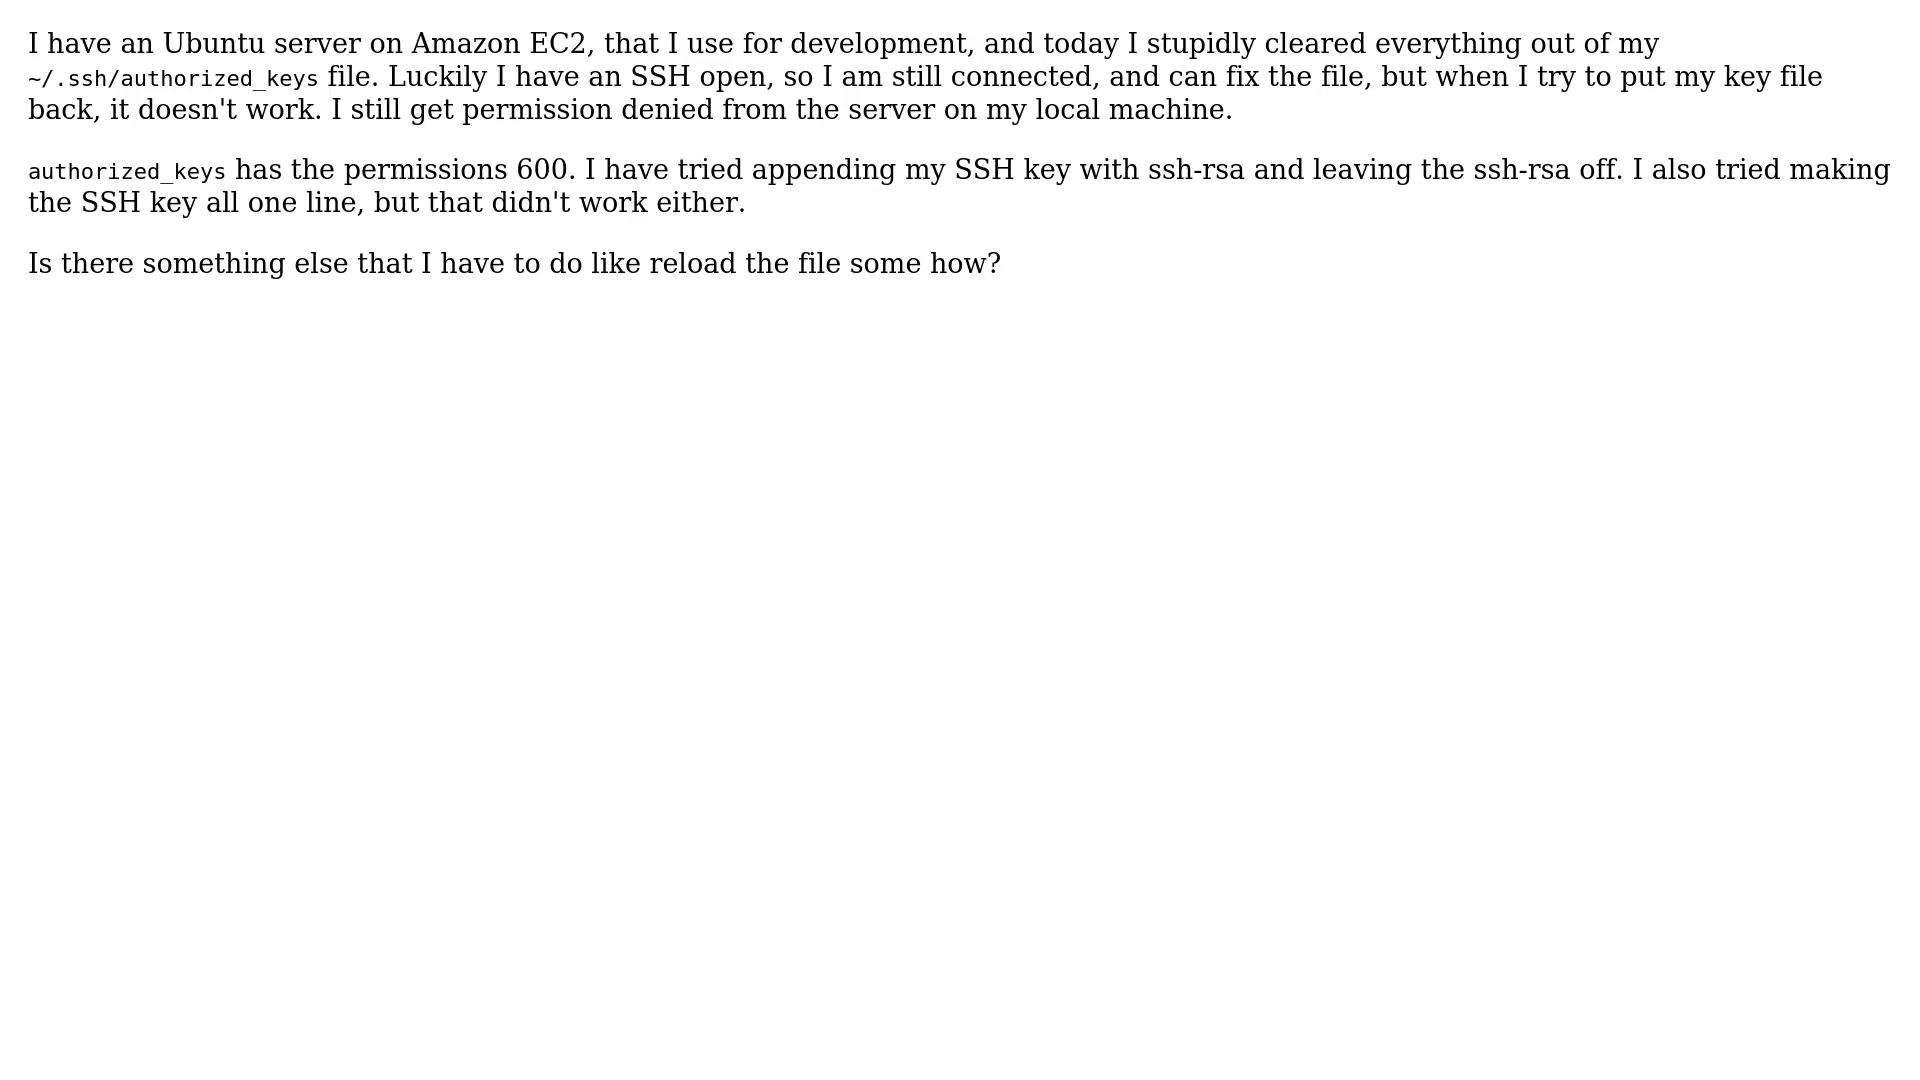 I have an Ubuntu server on Amazon EC2, that I use for development, and today I stupidly cleared everything out of my
~/.ssh/authorized_keys file. Luckily I have an SSH open, so I am still connected, and can fix the file, but when I try to put my key file
back, it doesn't work. I still get permission denied from the server on my local machine.
authorized_keys has the permissions 600. I have tried appending my SSH key with ssh-rsa and leaving the ssh-rsa off. I also tried making
the SSH key all one line, but that didn't work either.
Is there something else that I have to do like reload the file some how?